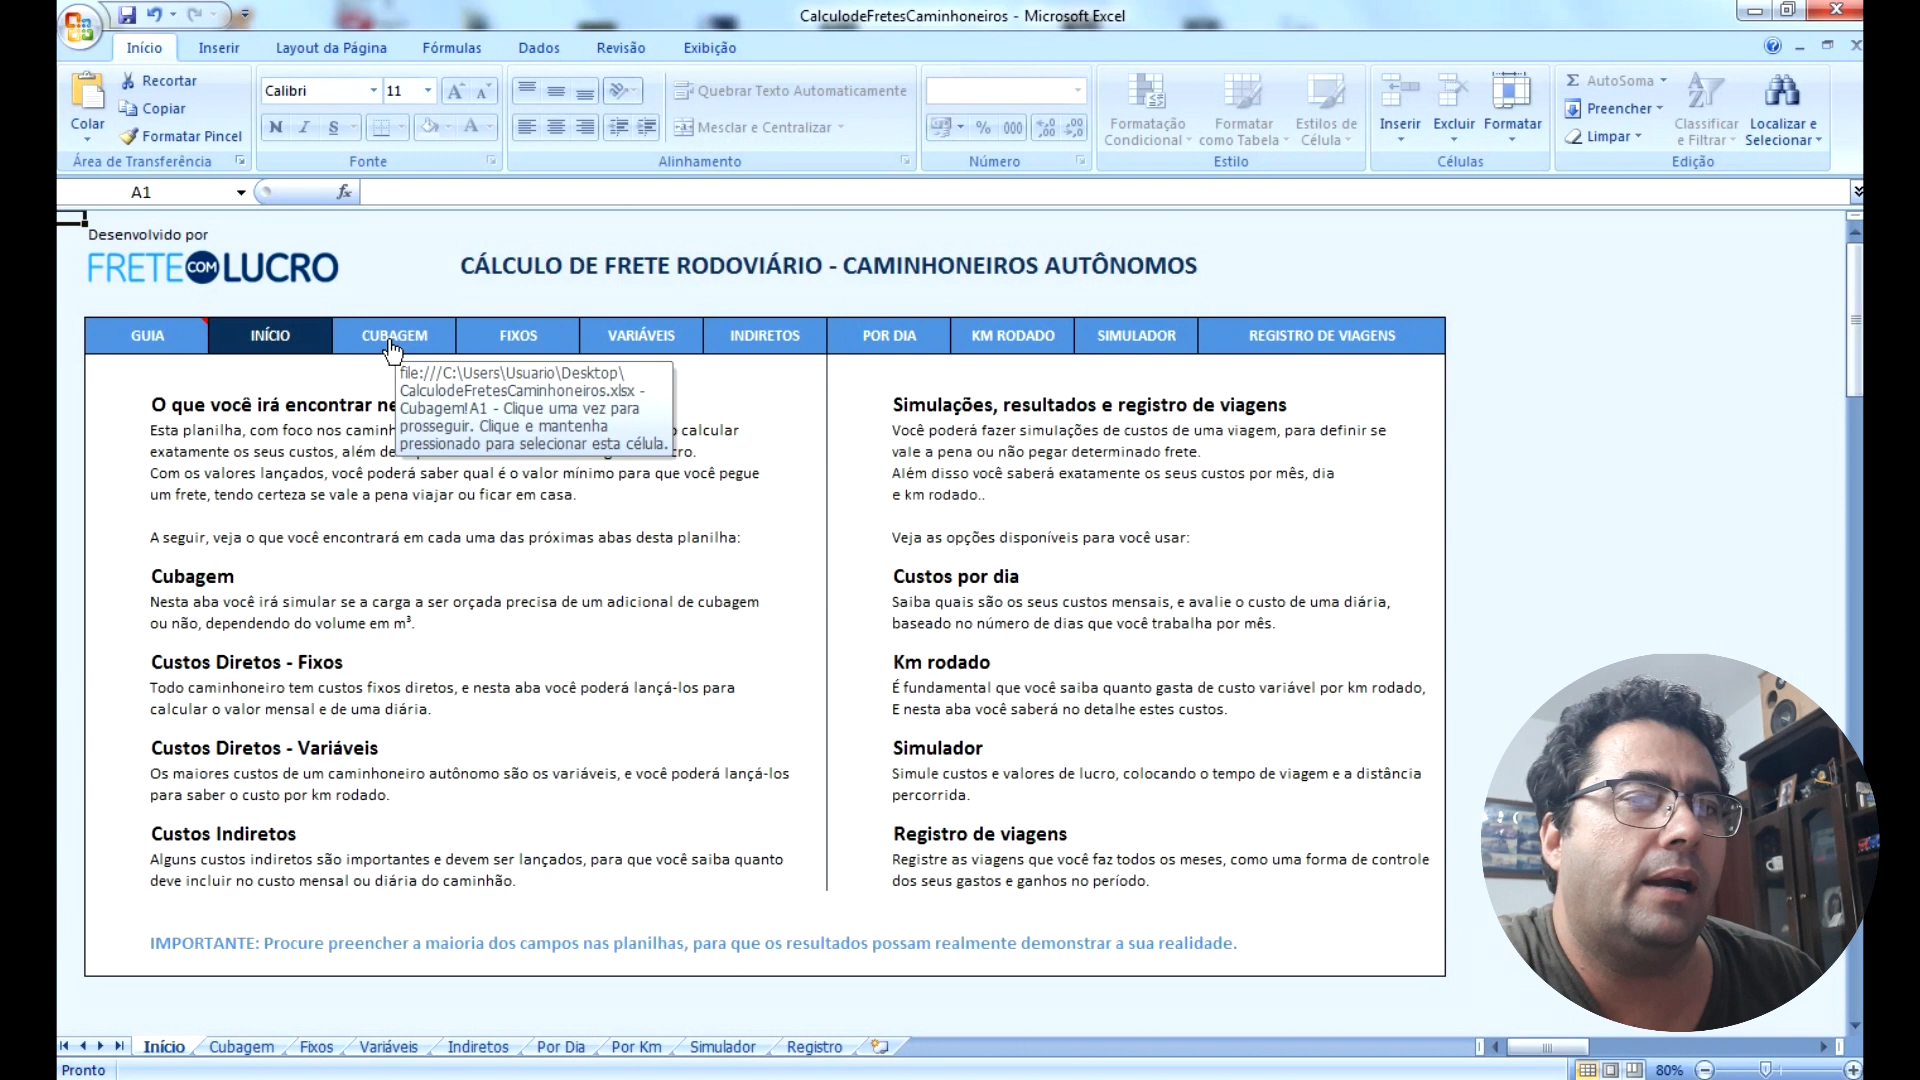 CalculodeFretesCaminhoneiros - Microsoft Excel
Início Inserir Layout da Página Fórmulas Dados Revisão Exibição
Colar
Recortar
Copiar
Formatar Pincel
Área de Transferência
Calibri 11
N I S
A A
Fonte
Quebrar Texto Automaticamente
Mesclar e Centralizar
Alinhamento
% 000
Número
Formatação Condicional
Formatar como Tabela
Estilos de Célula
Estilo
Inserir Excluir Formatar
Células
Σ AutoSoma
Preencher
Limpar
Classificar e Filtrar
Localizar e Selecionar
Edição
A1
fx
Desenvolvido por
FRETE COM LUCRO
CÁLCULO DE FRETE RODOVIÁRIO - CAMINHONEIROS AUTÔNOMOS
GUIA INÍCIO CUBAGEM FIXOS VARIÁVEIS INDIRETOS POR DIA KM RODADO SIMULADOR REGISTRO DE VIAGENS
file:///C:\Users\Usuario\Desktop\
CalculodeFretesCaminhoneiros.xlsx -
Cubagem!A1 - Clique uma vez para
prosseguir. Clique e mantenha
pressionado para selecionar esta célula.
O que você irá encontrar
Esta planilha, com foco nos calcular
exatamente os seus custos, além
Com os valores lançados, você poderá saber qual é o valor mínimo para que você pegue
um frete, tendo certeza se vale a pena viajar ou ficar em casa.
A seguir, veja o que você encontrará em cada uma das próximas abas desta planilha:
Cubagem
Nesta aba você irá simular se a carga a ser orçada precisa de um adicional de cubagem
ou não, dependendo do volume em m³.
Custos Diretos - Fixos
Todo caminhoneiro tem custos fixos diretos, e nesta aba você poderá lançá-los para
calcular o valor mensal e de uma diária.
Custos Diretos - Variáveis
Os maiores custos de um caminhoneiro autônomo são os variáveis, e você poderá lançá-los
para saber o custo por km rodado.
Custos Indiretos
Alguns custos indiretos são importantes e devem ser lançados, para que você saiba quanto
deve incluir no custo mensal ou diária do caminhão.
Simulações, resultados e registro de viagens
Você poderá fazer simulações de custos de uma viagem, para definir se
vale a pena ou não pegar determinado frete.
Além disso você saberá exatamente os seus custos por mês, dia
e km rodado..
Veja as opções disponíveis para você usar:
Custos por dia
Saiba quais são os seus custos mensais, e avalie o custo de uma diária,
baseado no número de dias que você trabalha por mês.
Km rodado
É fundamental que você saiba quanto gasta de custo variável por km rodado,
E nesta aba você saberá no detalhe estes custos.
Simulador
Simule custos e valores de lucro, colocando o tempo de viagem e a distância
percorrida.
Registro de viagens
Registre as viagens que você faz todos os meses, como uma forma de controle
dos seus gastos e ganhos no período.
IMPORTANTE: Procure preencher a maioria dos campos nas planilhas, para que os resultados possam realmente demonstrar a sua realidade.
Início Cubagem Fixos Variáveis Indiretos Por Dia Por Km Simulador Registro
Pronto
80%